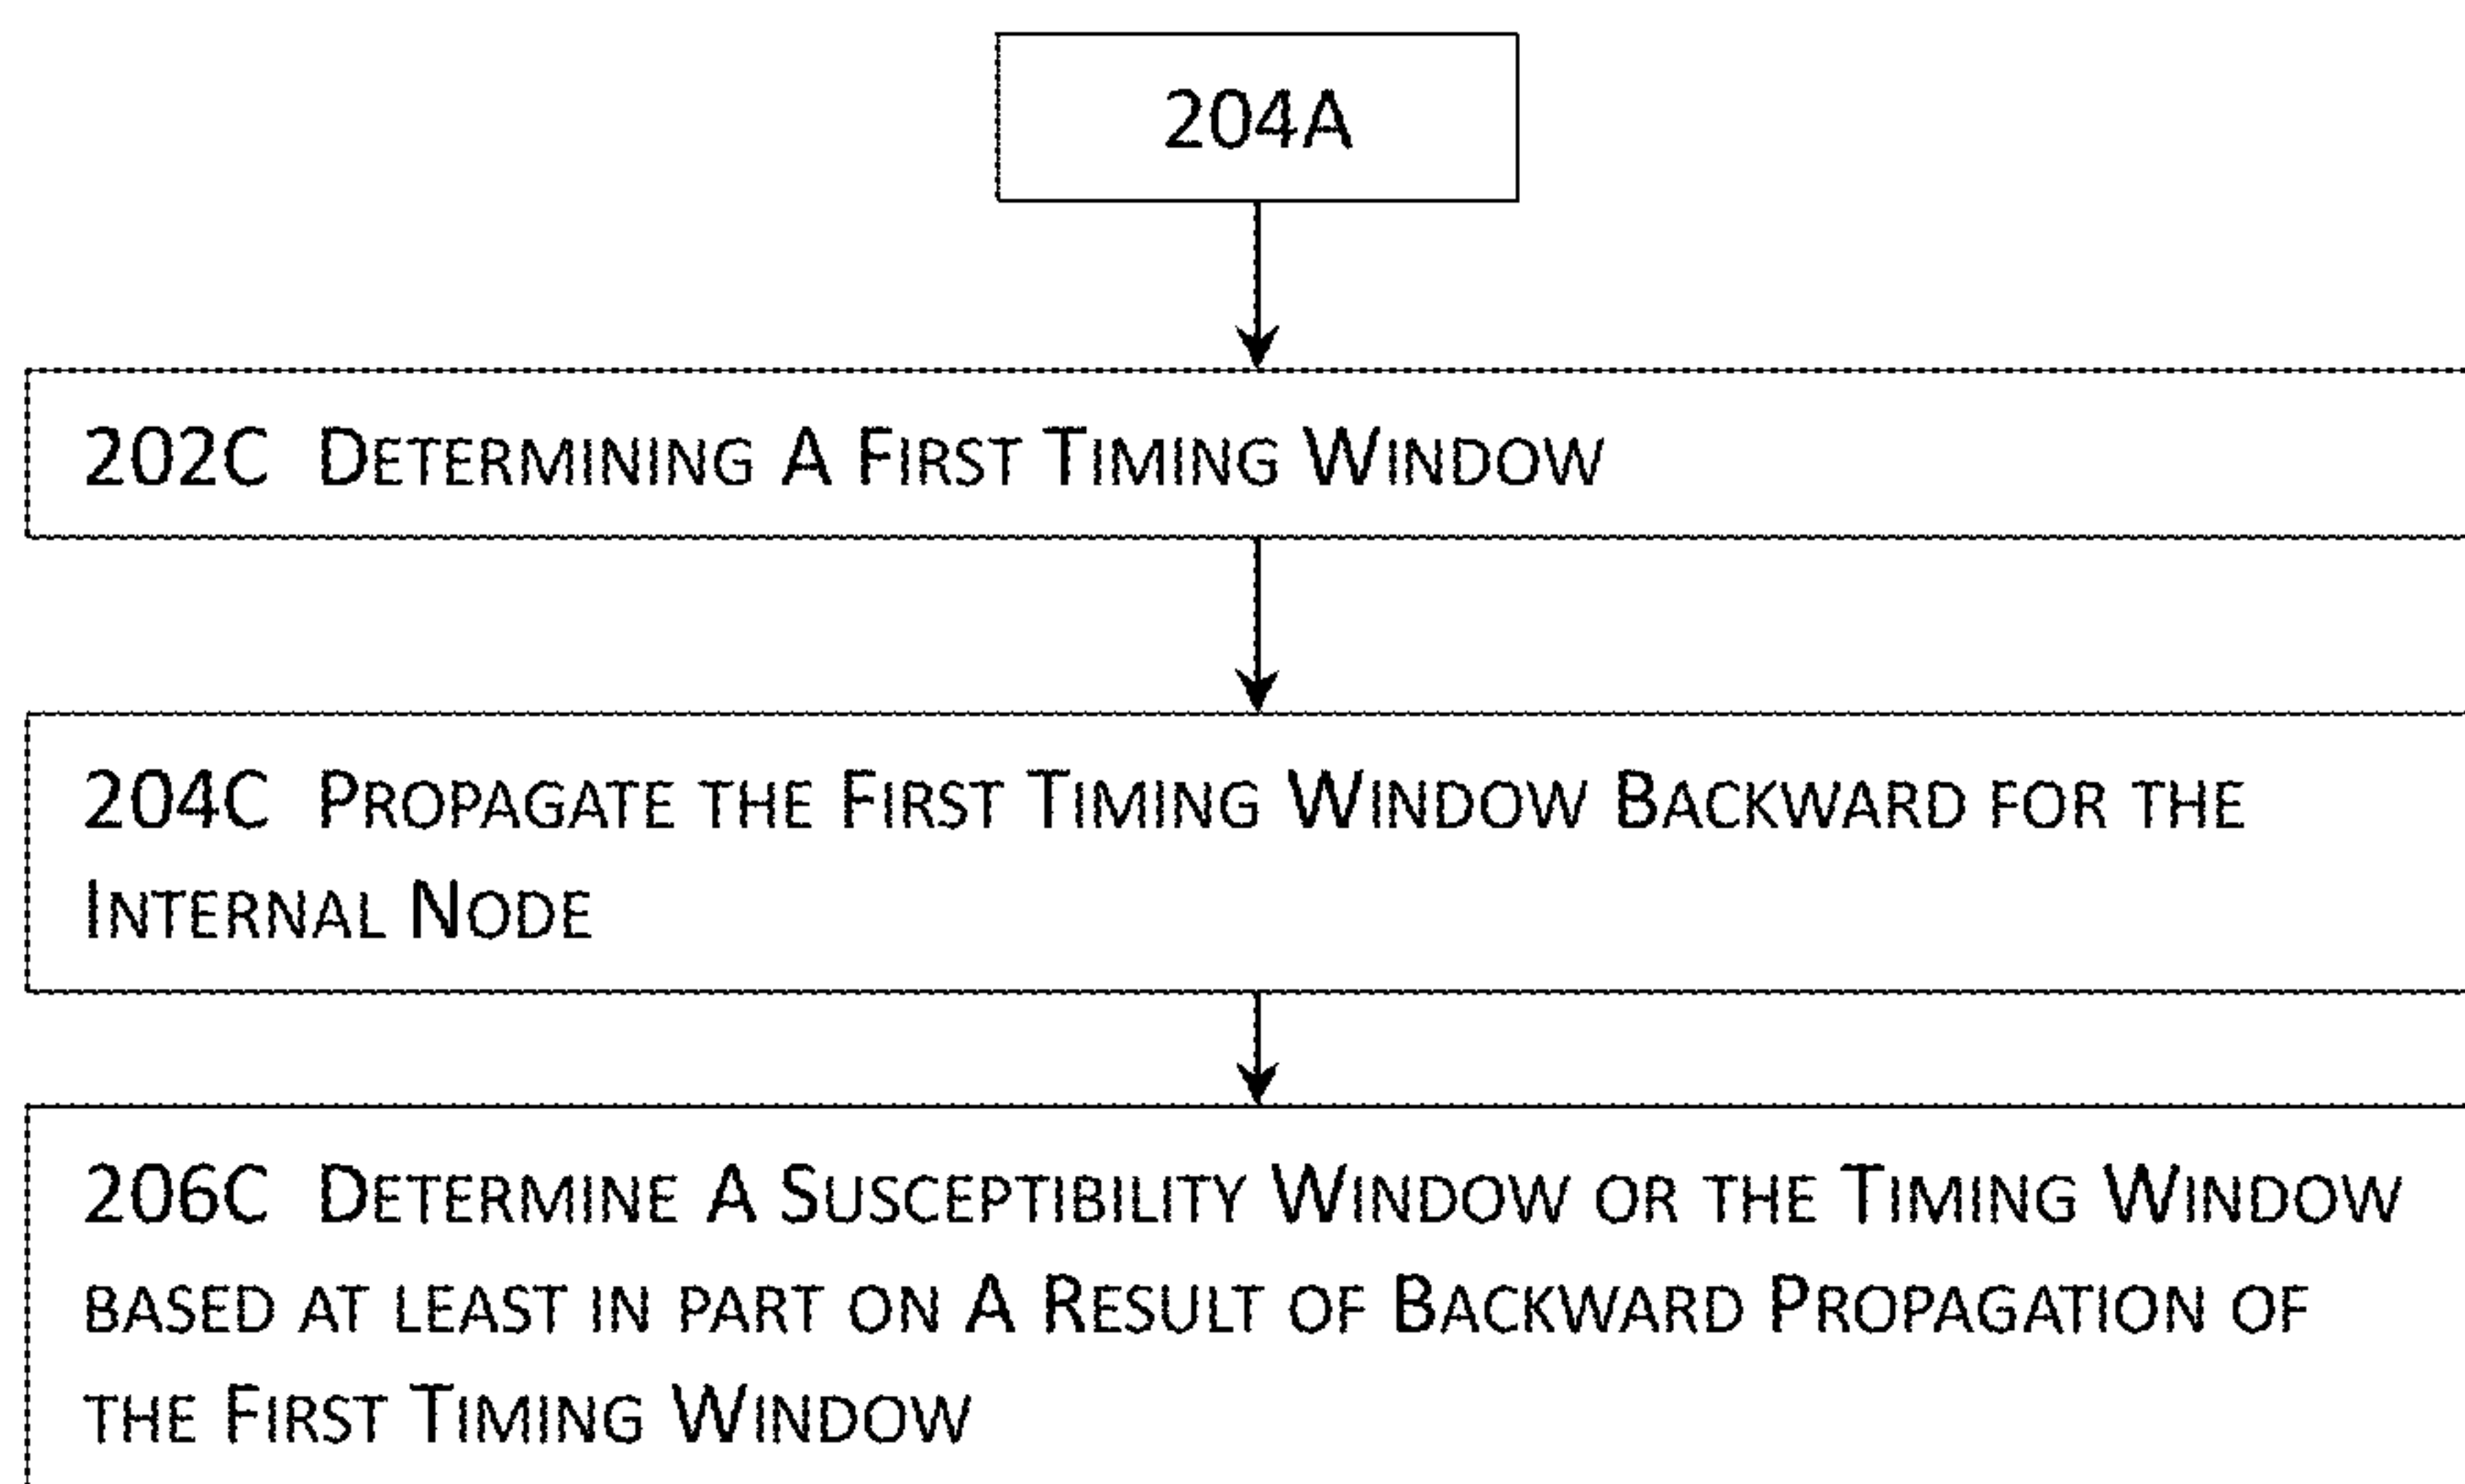 204A
202C Determining A First Timing Window
204C Propagate the First Timing Window Backward for the
Internal Node
206C Determine A Susceptibility Window or the Timing Window
based at least in part on A Result of Backward Propagation of
the First Timing Window